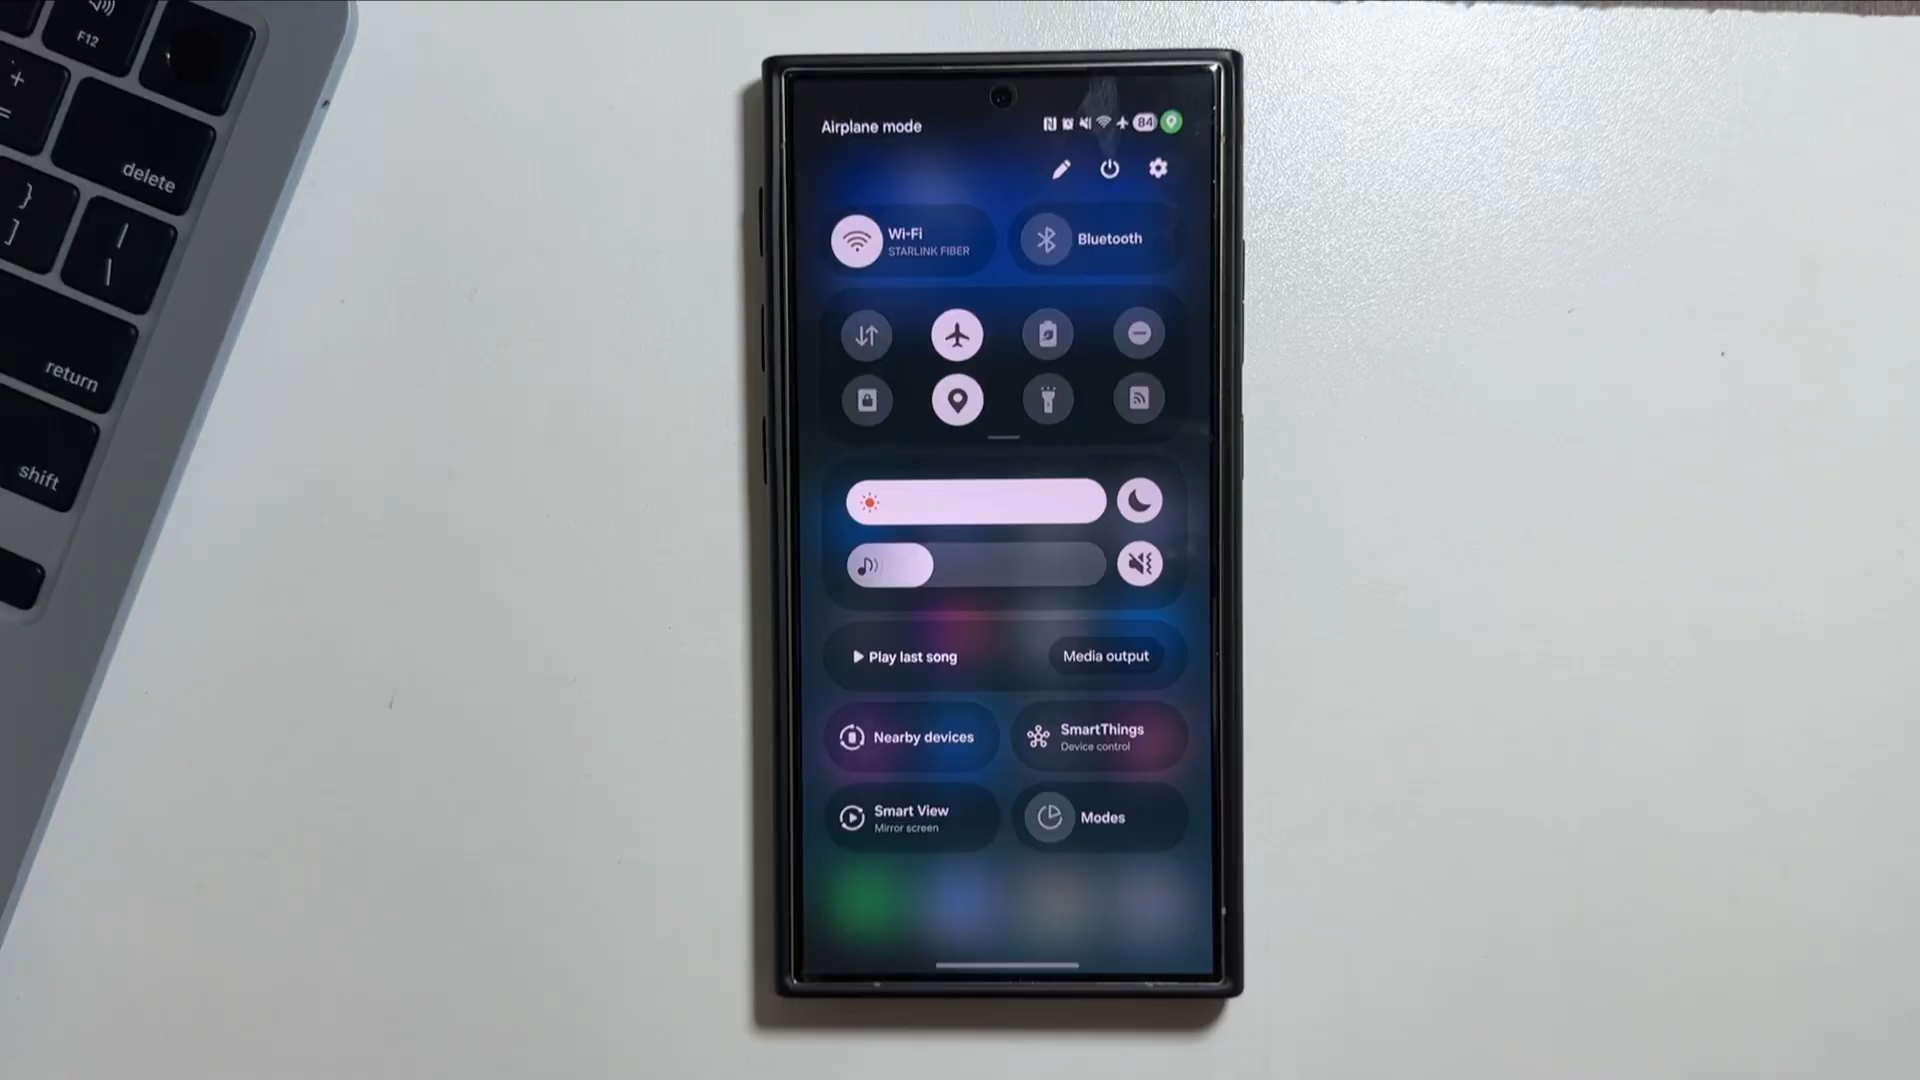 F12
+
=
delete
}
]
return
shift
Airplane mode
84
Wi-Fi
STARLINK FIBER
Bluetooth
Play last song
Media output
Nearby devices
SmartThings
Device control
Smart View
Mirror screen
Modes